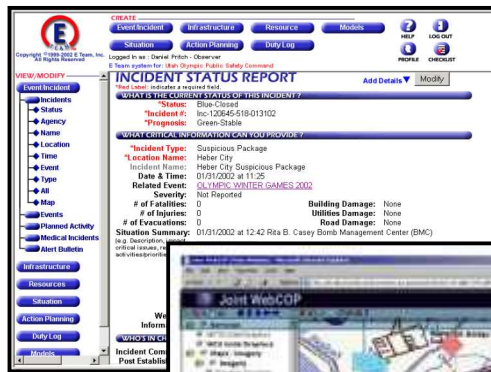 CREATE
Event/Incident Infrastructure Resource Models
Situation Action Planning Duty Log
HELP LOG OUT
PROFILE CHECKLIST
E
E TEAM
Copyright ©1998-2002 E Team, Inc.
All Rights Reserved
Logged In as : Daniel Pritch - Observer
E Team system for: Utah Olympic Public Safety Command
VIEW/MODIFY
Event/Incident
Incidents
Status
Agency
Name
Location
Time
Event
Type
All
Map
Events
Planned Activity
Medical Incidents
Alert Bulletin
Infrastructure
Resources
Situation
Action Planning
Duty Log
Models
INCIDENT STATUS REPORT
Add Details Modify
*Red Label: indicates a required field.
WHAT IS THE CURRENT STATUS OF THIS INCIDENT ?
*Status: Blue-Closed
*Incident #: Inc-120645-518-013102
*Prognosis: Green-Stable
WHAT CRITICAL INFORMATION CAN YOU PROVIDE ?
*Incident Type: Suspicious Package
*Location Name: Heber City
Incident Name: Heber City Suspicious Package
Date & Time: 01/31/2002 at 11:25
Related Event: OLYMPIC WINTER GAMES 2002
Severity: Not Reported
# of Fatalities: 0 Building Damage: None
# of Injuries: 0 Utilities Damage: None
# of Evacuations: 0 Road Damage: None
Situation Summary: 01/31/2002 at 12:42 Rita B. Casey Bomb Management Center (BMC)
(e.g. Description, impact,
critical issues, re
activities/priorities
We
Inform
WHO'S IN CH
Incident Com
Post Establis
Joint WebCOP